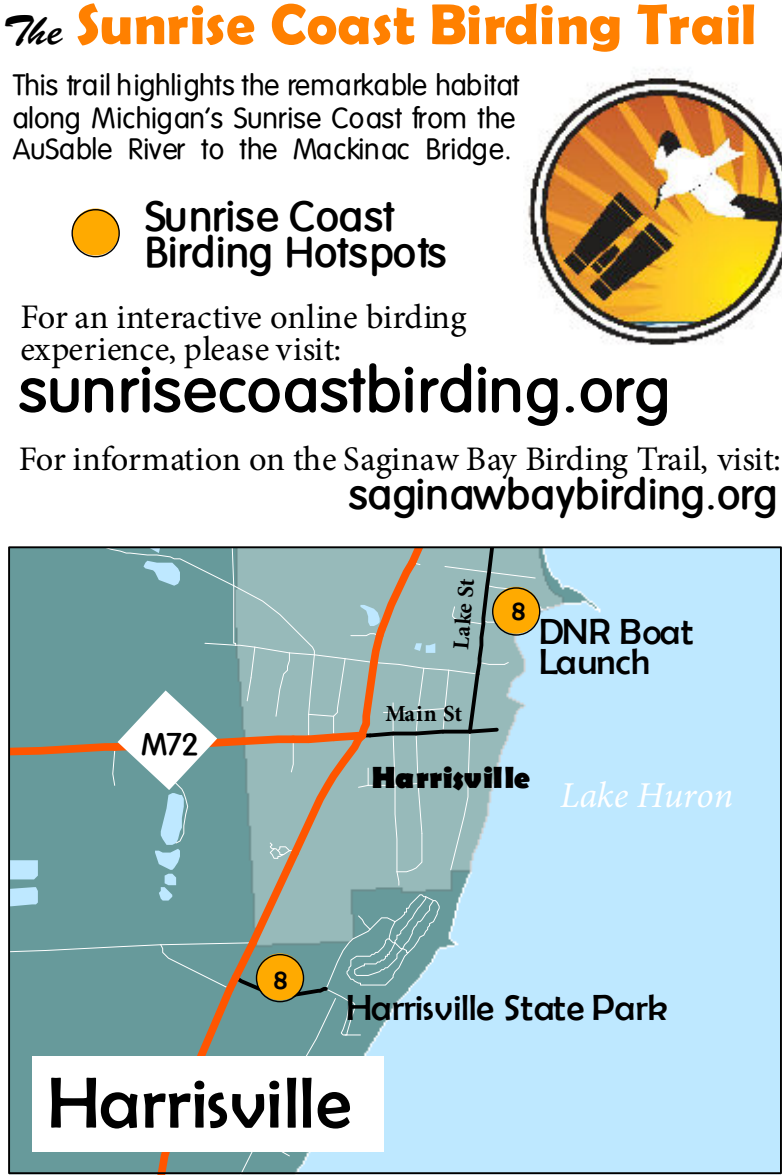 The Sunrise Coast Birding Trail
This trail highlights the remarkable habitat
along Michigan's Sunrise Coast from the
AuSable River to the Mackinac Bridge.
Sunrise Coast
Birding Hotspots
For an interactive online birding
experience, please visit:
sunrisecoastbirding.org
For information on the Saginaw Bay Birding Trail, visit:
saginawbaybirding.org
Lake St
8
DNR Boat
Launch
Main St
M72
Harrisville
Lake Huron
8
Harrisville State Park
Harrisville